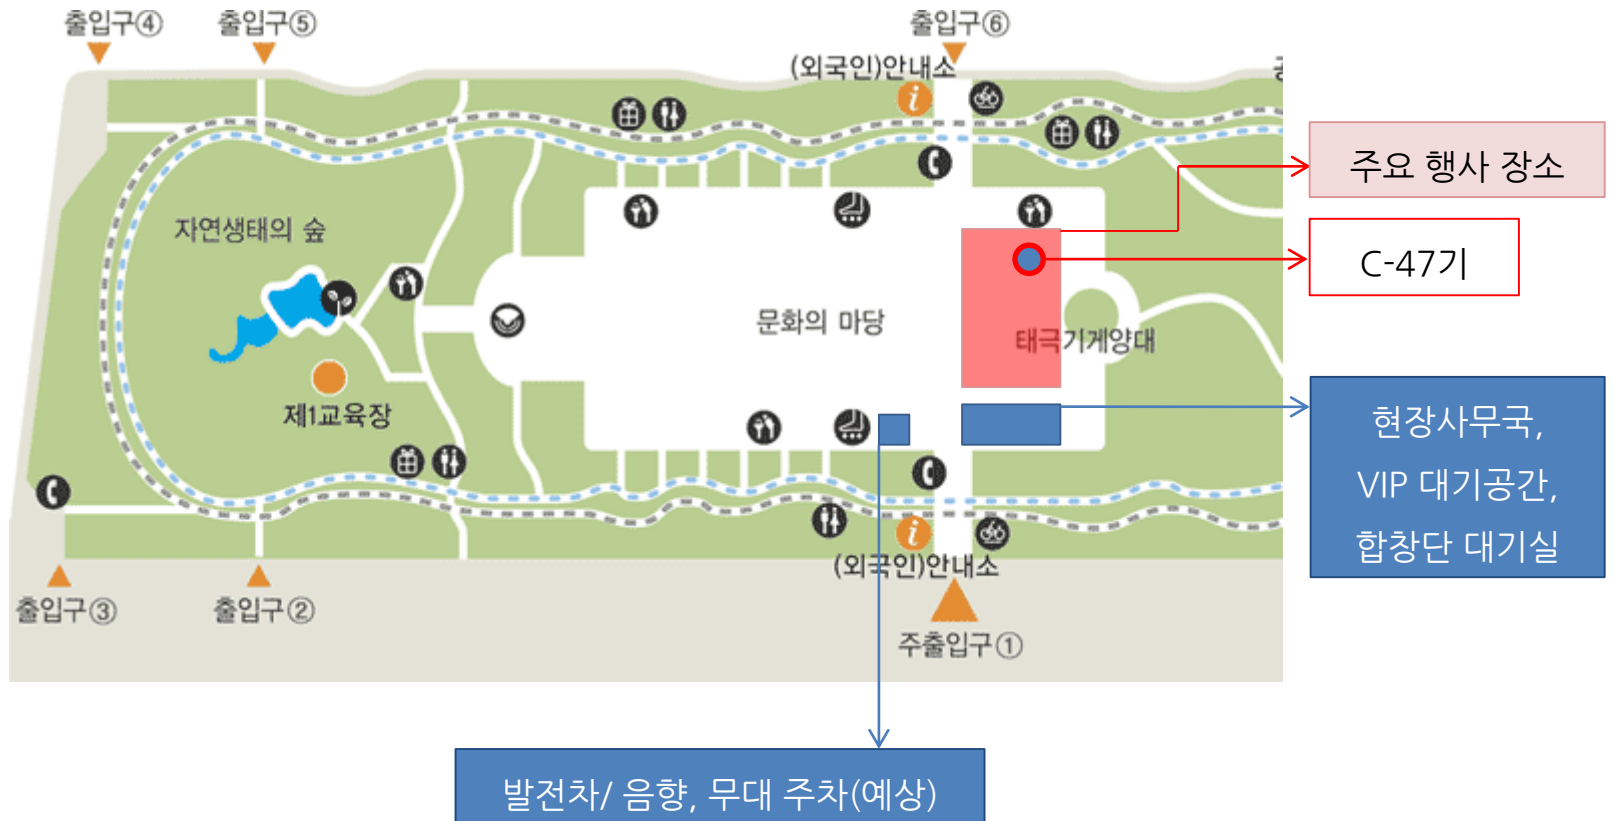 출입구④
출입구⑤
출입구⑥
(외국인)안내소
주요 행사 장소
자연생태의 숲
C-47기
문화의 마당
태극기게양대
제1교육장
현장사무국,
VIP 대기공간,
합창단 대기실
(외국인)안내소
출입구③
출입구②
주출입구①
발전차/ 음향, 무대 주차(예상)